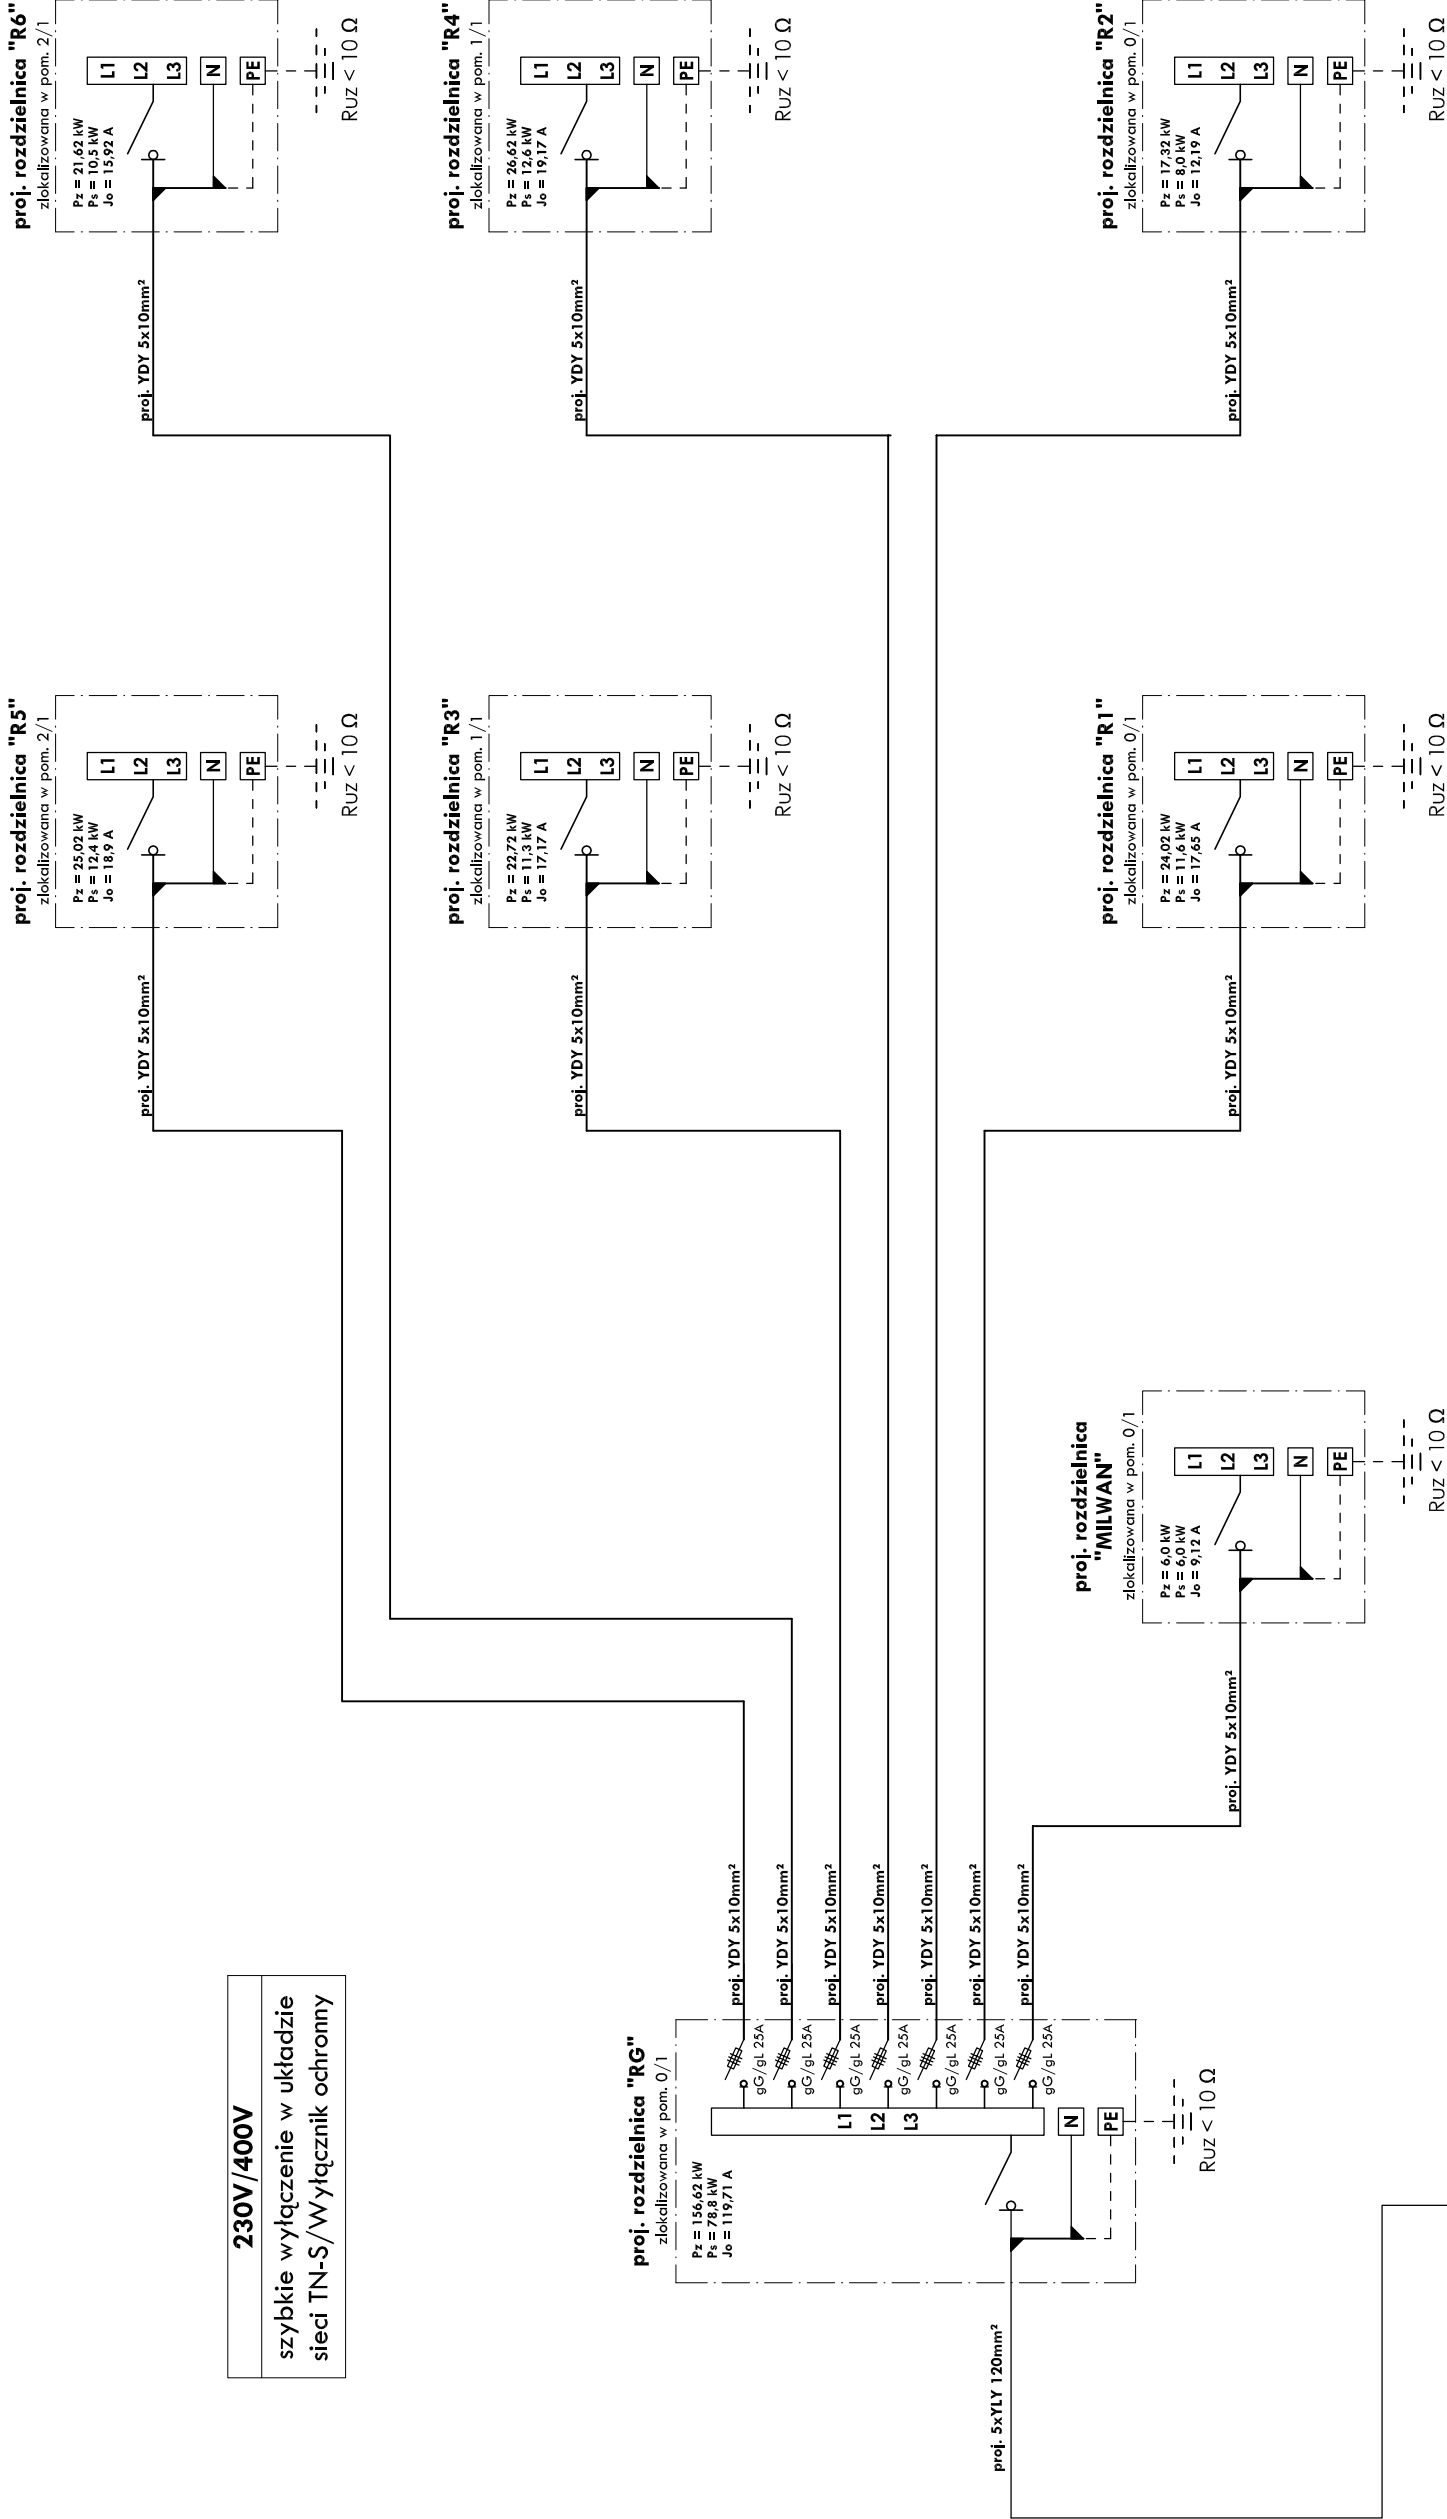 230V/400V
szybkie wyłączenie w układzie
sieci TN-S/Wyłącznik ochronny
proj. rozdzielnica "R5"
zlokalizowana w pom. 2/1
Pz = 25,02 kW
Ps = 12,4 kW
Jo = 18,9 A
L1
L2
L3
N
PE
Ruz < 10 Ω
proj. YDY 5x10mm²
proj. rozdzielnica "R6"
zlokalizowana w pom. 2/1
Pz = 21,62 kW
Ps = 10,5 kW
Jo = 15,92 A
L1
L2
L3
N
PE
Ruz < 10 Ω
proj. YDY 5x10mm²
proj. rozdzielnica "R3"
zlokalizowana w pom. 1/1
Pz = 22,72 kW
Ps = 11,3 kW
Jo = 17,17 A
L1
L2
L3
N
PE
Ruz < 10 Ω
proj. YDY 5x10mm²
proj. rozdzielnica "R4"
zlokalizowana w pom. 1/1
Pz = 26,62 kW
Ps = 12,6 kW
Jo = 19,17 A
L1
L2
L3
N
PE
Ruz < 10 Ω
proj. YDY 5x10mm²
proj. rozdzielnica "RG"
zlokalizowana w pom. 0/1
Pz = 156,62 kW
Ps = 78,8 kW
Jo = 119,71 A
L1
L2
L3
N
PE
Ruz < 10 Ω
gG/gL 25A
proj. YDY 5x10mm²
gG/gL 25A
proj. YDY 5x10mm²
gG/gL 25A
proj. YDY 5x10mm²
gG/gL 25A
proj. YDY 5x10mm²
gG/gL 25A
proj. YDY 5x10mm²
gG/gL 25A
proj. YDY 5x10mm²
gG/gL 25A
proj. YDY 5x10mm²
proj. 5xYLY 120mm²
proj. rozdzielnica
"MILWAN"
zlokalizowana w pom. 0/1
Pz = 6,0 kW
Ps = 6,0 kW
Jo = 9,12 A
L1
L2
L3
N
PE
Ruz < 10 Ω
proj. YDY 5x10mm²
proj. rozdzielnica "R1"
zlokalizowana w pom. 0/1
Pz = 24,02 kW
Ps = 11,6 kW
Jo = 17,65 A
L1
L2
L3
N
PE
Ruz < 10 Ω
proj. YDY 5x10mm²
proj. rozdzielnica "R2"
zlokalizowana w pom. 0/1
Pz = 17,32 kW
Ps = 8,0 kW
Jo = 12,19 A
L1
L2
L3
N
PE
Ruz < 10 Ω
proj. YDY 5x10mm²